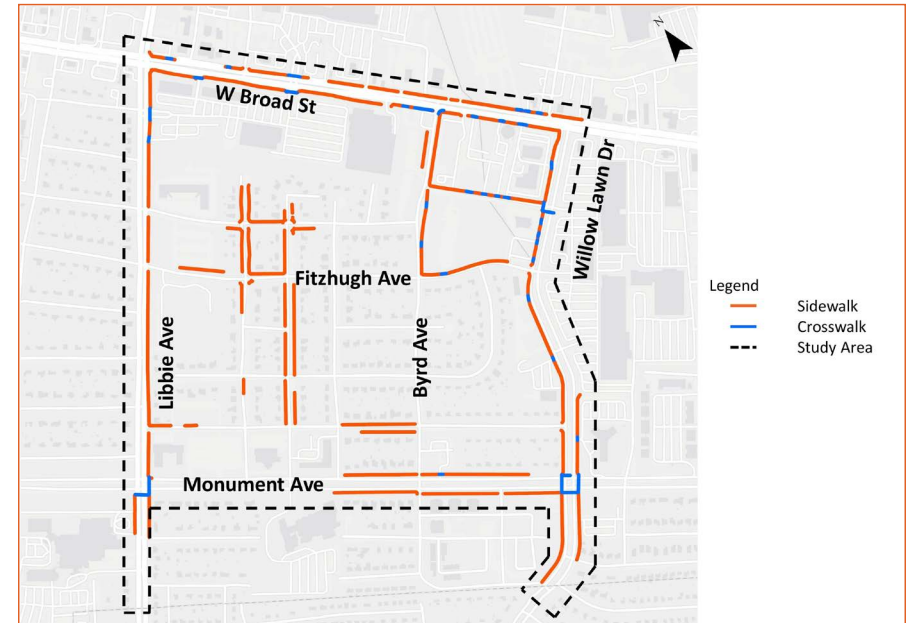 N
W Broad St
Willow Lawn Dr
Fitzhugh Ave
Libbie Ave
Byrd Ave
Monument Ave
Legend
Sidewalk
Crosswalk
Study Area